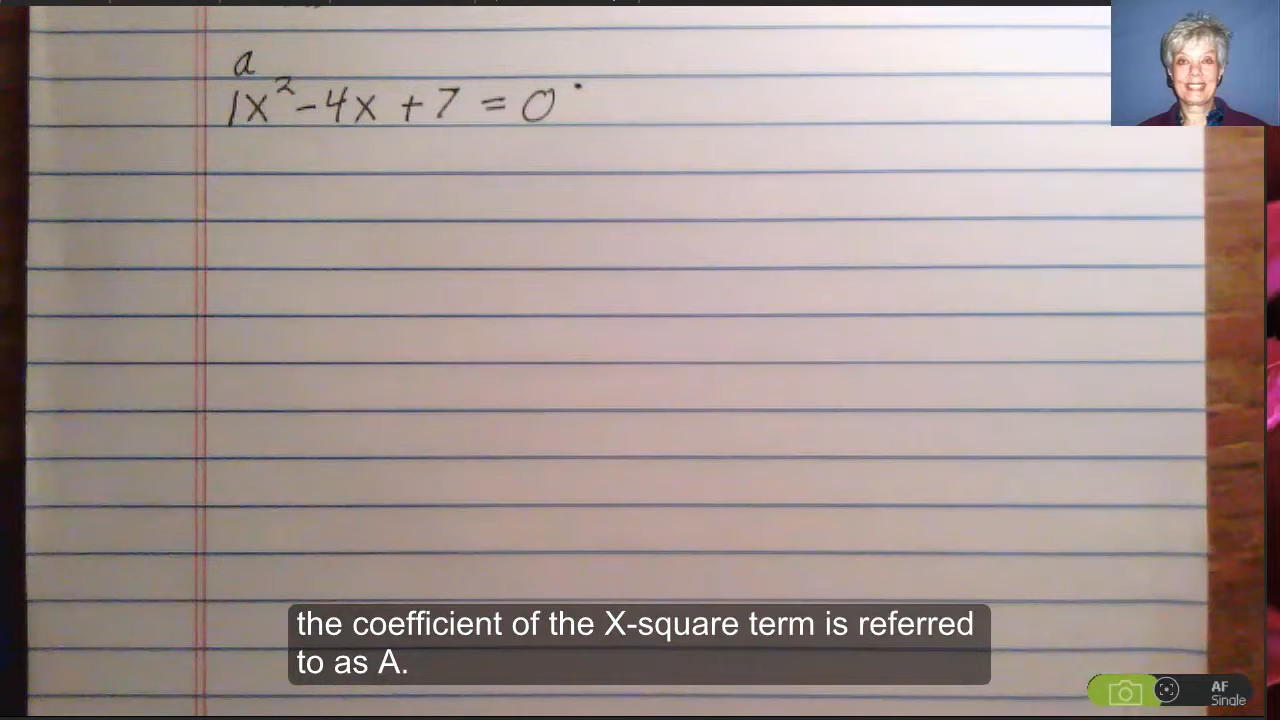 a
1x² - 4x + 7 = 0
the coefficient of the X-square term is referred
to as A.
AF
Single